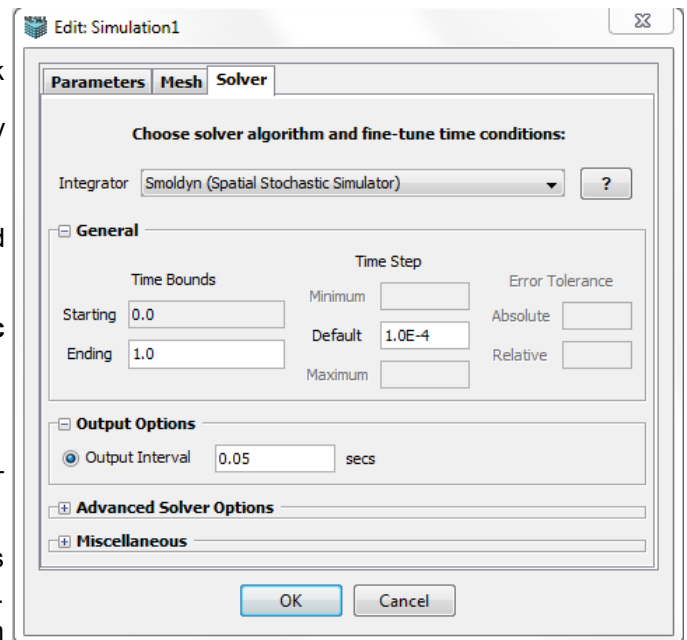 Edit: Simulation1
Parameters Mesh Solver
Choose solver algorithm and fine-tune time conditions:
Integrator Smoldyn (Spatial Stochastic Simulator) ?
General
Time Bounds
Starting 0.0
Ending 1.0
Time Step
Minimum
Default 1.0E-4
Maximum
Error Tolerance
Absolute
Relative
Output Options
Output Interval 0.05 secs
Advanced Solver Options
Miscellaneous
OK Cancel